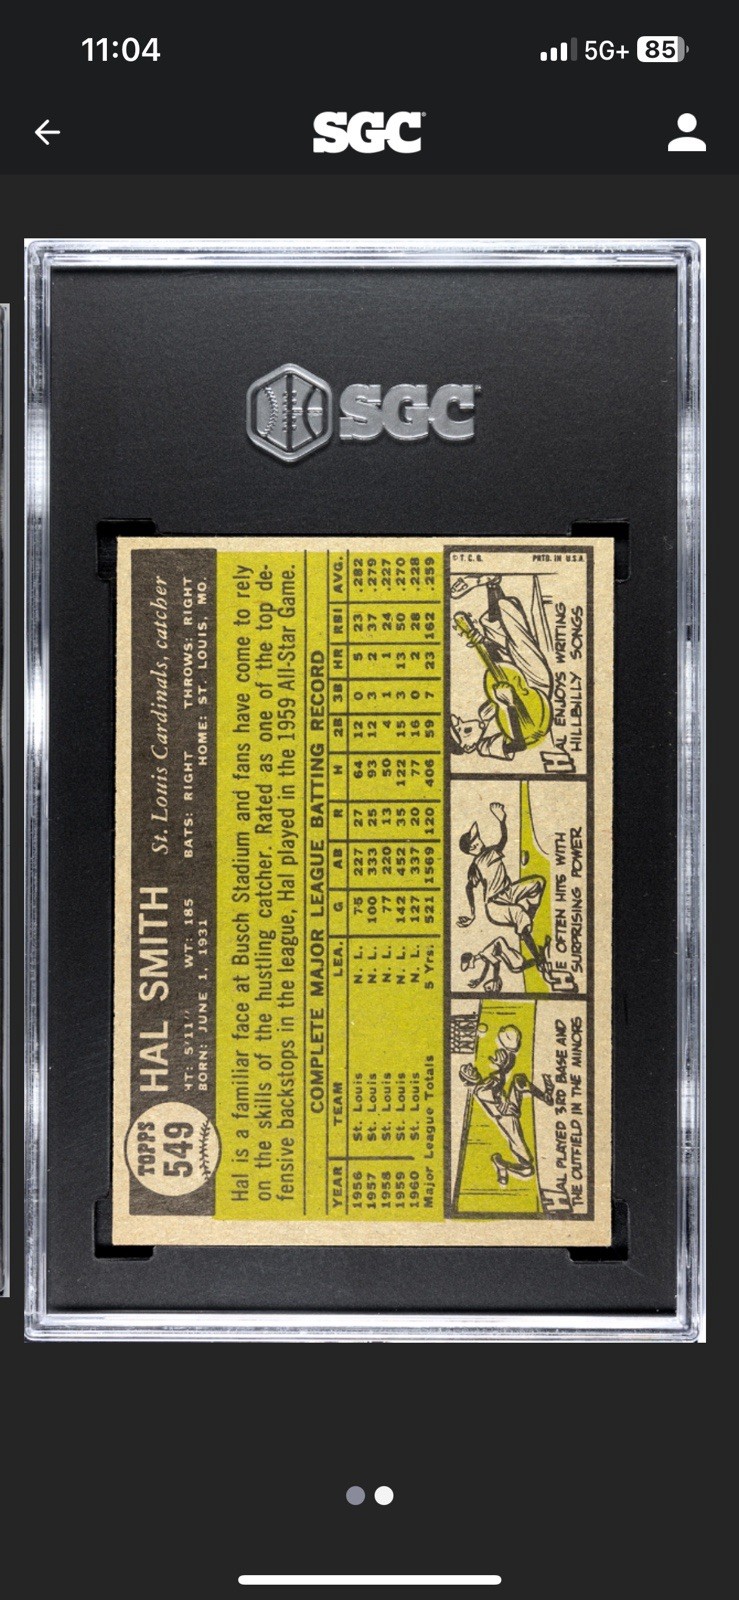 11:04
5G+ 85
SGC
SGC
TOPPS
549
HAL SMITH St. Louis Cardinals, catcher
HT: 5'11" WT: 185 BATS: RIGHT THROWS: RIGHT
BORN: JUNE 1, 1931 HOME: ST. LOUIS, MO.
Hal is a familiar face at Busch Stadium and fans have come to rely
on the skills of the hustling catcher. Rated as one of the top de-
fensive backstops in the league, Hal played in the 1959 All-Star Game.
COMPLETE MAJOR LEAGUE BATTING RECORD
YEAR TEAM LEA. G AB R H 2B 3B HR RBI AVG.
1956 St. Louis N. L. 75 227 27 64 12 0 5 23 .282
1957 St. Louis N. L. 100 333 25 93 12 3 2 37 .279
1958 St. Louis N. L. 77 220 13 50 4 1 1 24 .227
1959 St. Louis N. L. 142 452 35 122 15 3 13 50 .270
1960 St. Louis N. L. 127 337 20 77 16 0 2 28 .228
Major League Totals 5 Yrs. 521 1569 120 406 59 7 23 162 .259
HAL PLAYED 3RD BASE AND
THE OUTFIELD IN THE MINORS
HE OFTEN HITS WITH
SURPRISING POWER
©T.C.G. PRTD. IN U.S.A.
HAL ENJOYS WRITING
HILLBILLY SONGS